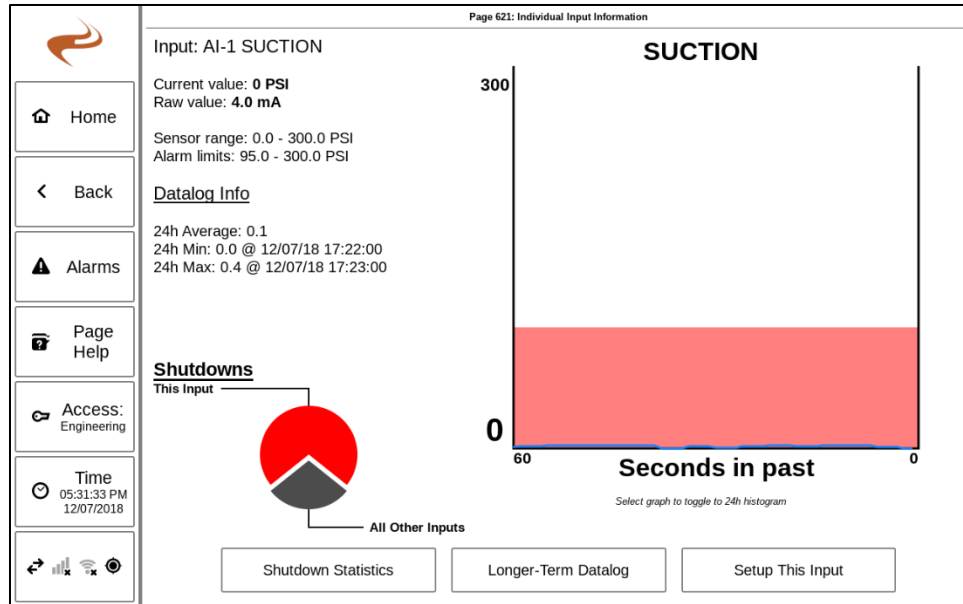 Page 621: Individual Input Information
Home
Back
Alarms
Page
Help
Access:
Engineering
Time
05:31:33 PM
12/07/2018
Input: AI-1 SUCTION
Current value: 0 PSI
Raw value: 4.0 mA
Sensor range: 0.0 - 300.0 PSI
Alarm limits: 95.0 - 300.0 PSI
Datalog Info
24h Average: 0.1
24h Min: 0.0 @ 12/07/18 17:22:00
24h Max: 0.4 @ 12/07/18 17:23:00
Shutdowns
This Input
All Other Inputs
SUCTION
300
0
60
0
Seconds in past
Select graph to toggle to 24h histogram
Shutdown Statistics
Longer-Term Datalog
Setup This Input